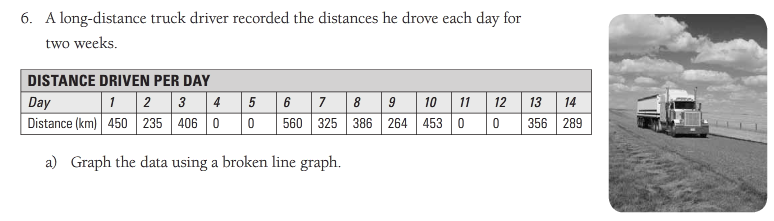 6. A long-distance truck driver recorded the distances he drove each day for
two weeks.
DISTANCE DRIVEN PER DAY
Day 1 2 3 4 5 6 7 8 9 10 11 12 13 14
Distance (km) 450 235 406 0 0 560 325 386 264 453 0 0 356 289
a) Graph the data using a broken line graph.